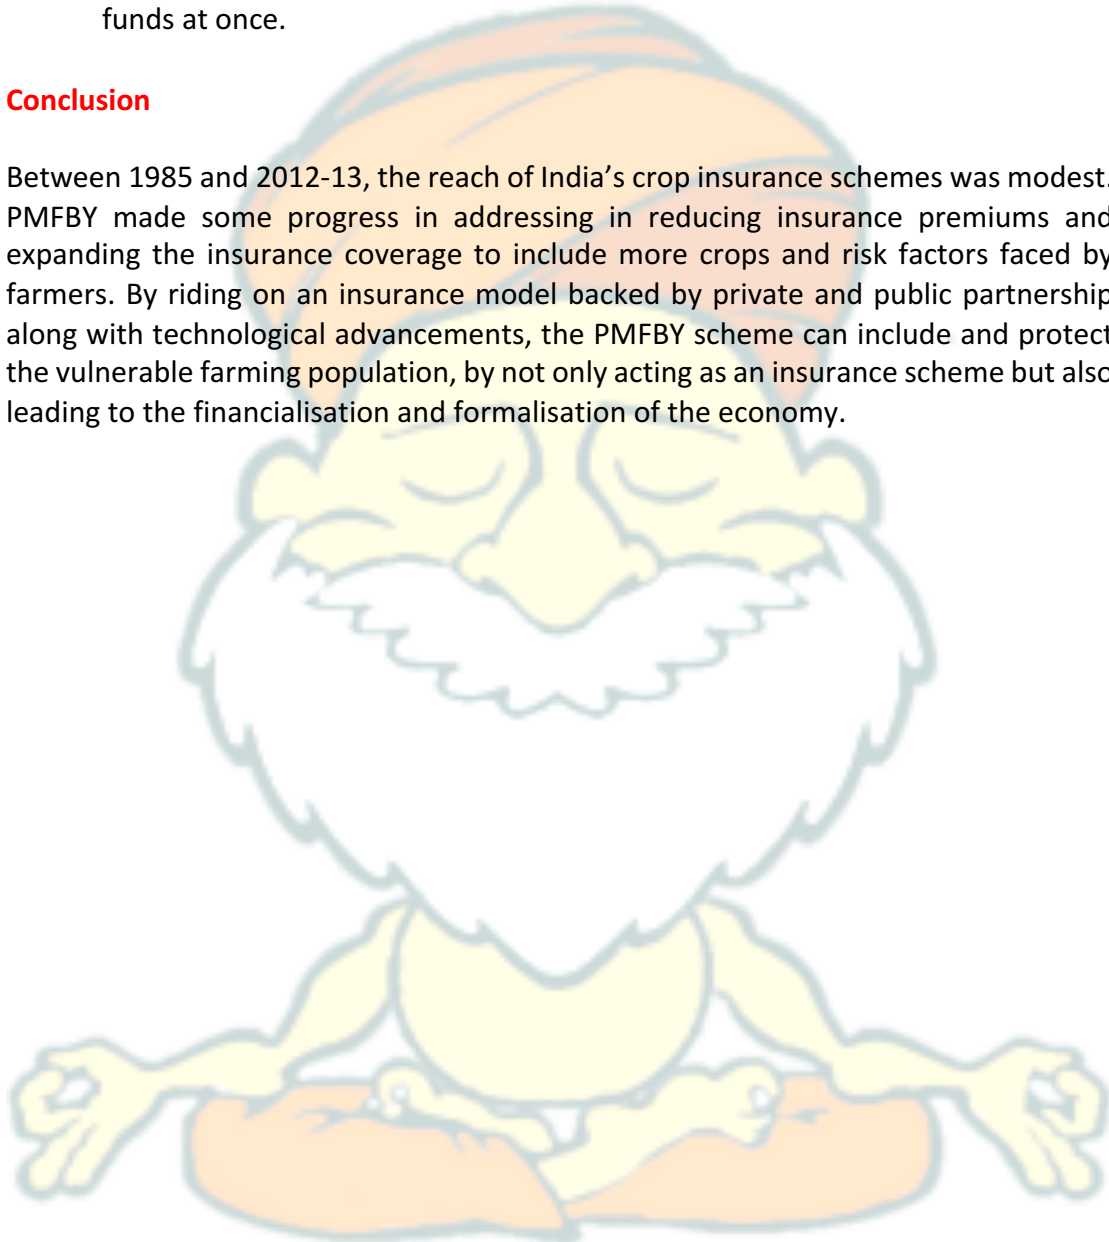 funds at once.
Conclusion
Between 1985 and 2012-13, the reach of India’s crop insurance schemes was modest.
PMFBY made some progress in addressing in reducing insurance premiums and
expanding the insurance coverage to include more crops and risk factors faced by
farmers. By riding on an insurance model backed by private and public partnership
along with technological advancements, the PMFBY scheme can include and protect
the vulnerable farming population, by not only acting as an insurance scheme but also
leading to the financialisation and formalisation of the economy.